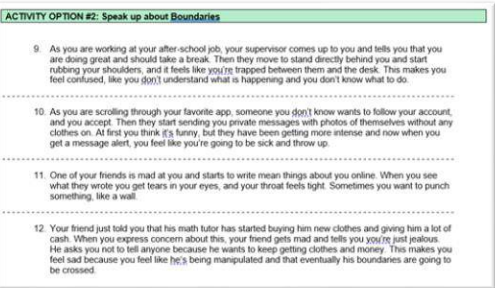 ACTIVITY OPTION #2: Speak up about Boundaries
9. As you are working at your after-school job, your supervisor comes up to you and tells you that you
are doing great and should take a break. Then they move to stand directly behind you and start
rubbing your shoulders, and it feels like you're trapped between them and the desk. This makes you
feel confused, like you don't understand what is happening and you don't know what to do.
10. As you are scrolling through your favorite app, someone you don't know wants to follow your account,
and you accept. Then they start sending you private messages with photos of themselves without any
clothes on. At first you think it's funny, but they have been getting more intense and now when you
get a message alert, you feel like you're going to be sick and throw up.
11. One of your friends is mad at you and starts to write mean things about you online. When you see
what they wrote you get tears in your eyes, and your throat feels tight. Sometimes you want to punch
something, like a wall.
12. Your friend just told you that his math tutor has started buying him new clothes and giving him a lot of
cash. When you express concern about this, your friend gets mad and tells you you're just jealous.
He asks you not to tell anyone because he wants to keep getting clothes and money. This makes you
feel sad because you feel like he's being manipulated and that eventually his boundaries are going to
be crossed.